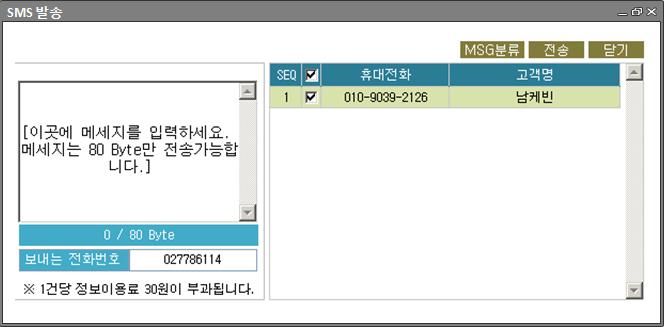 SMS 발송
MSG분류 전송 닫기
[이곳에 메세지를 입력하세요.
메세지는 80 Byte만 전송가능합
니다.]
0 / 80 Byte
보내는 전화번호 027786114
※ 1건당 정보이용료 30원이 부과됩니다.
SEQ 휴대전화 고객명
1 010-9039-2126 남케빈